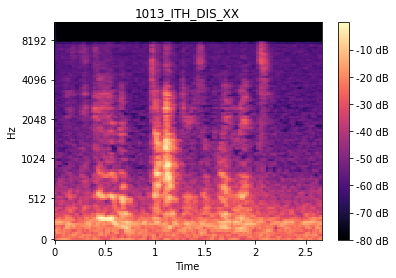 1013_ITH_DIS_XX
8192
4096
2048
1024
512
0
Hz
0
0.5
1
1.5
2
2.5
Time
-10 dB
-20 dB
-30 dB
-40 dB
-50 dB
-60 dB
-70 dB
-80 dB